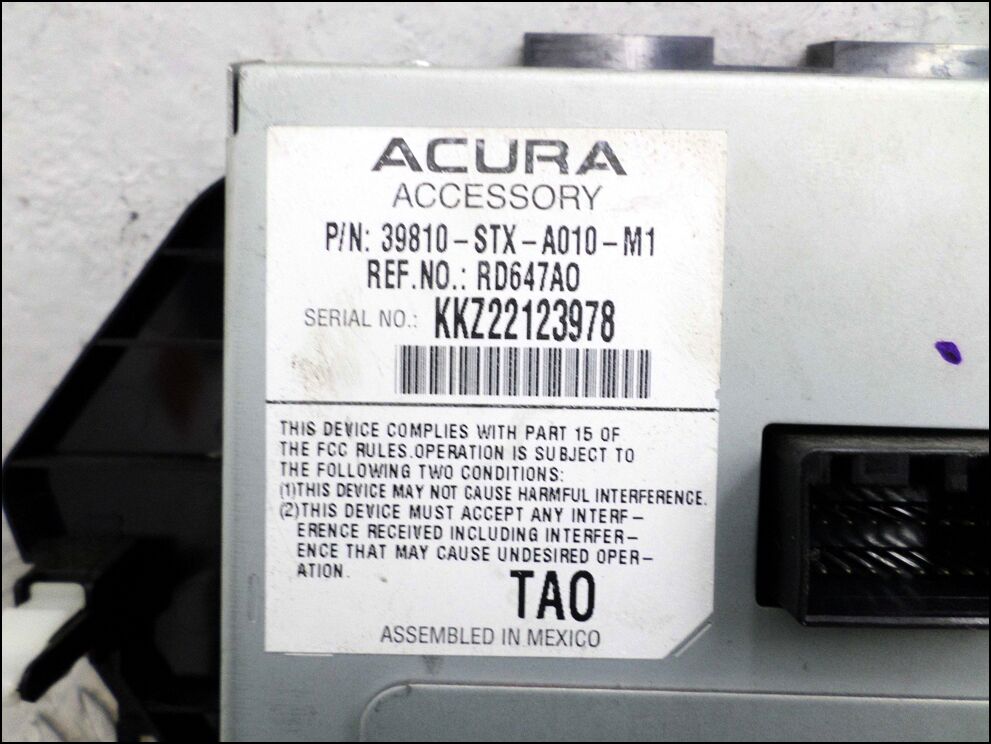 ACURA
ACCESSORY
P/N: 39810-STX-A010-M1
REF.NO.: RD647A0
SERIAL NO.: KKZ22123978
THIS DEVICE COMPLIES WITH PART 15 OF
THE FCC RULES.OPERATION IS SUBJECT TO
THE FOLLOWING TWO CONDITIONS:
(1)THIS DEVICE MAY NOT CAUSE HARMFUL INTERFERENCE.
(2)THIS DEVICE MUST ACCEPT ANY INTERF-
ERENCE RECEIVED INCLUDING INTERFER-
ENCE THAT MAY CAUSE UNDESIRED OPER-
ATION.
TA0
ASSEMBLED IN MEXICO